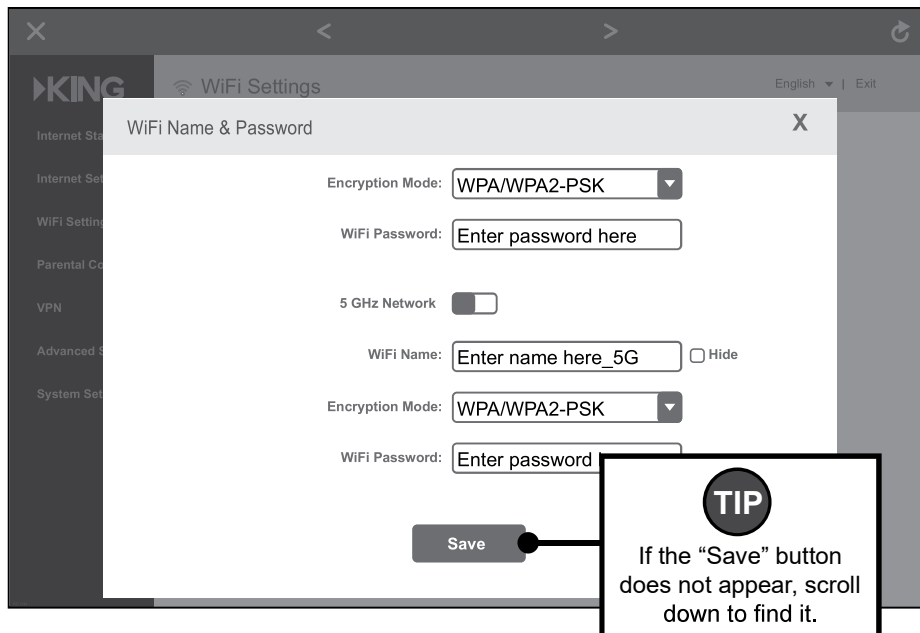 KING
WiFi Settings
English | Exit
WiFi Name & Password X
Internet Sta
Internet Set
WiFi Setting
Parental Co
VPN
Advanced S
System Set
Encryption Mode: WPA/WPA2-PSK
WiFi Password: Enter password here
5 GHz Network
WiFi Name: Enter name here_5G Hide
Encryption Mode: WPA/WPA2-PSK
WiFi Password: Enter password
Save
TIP
If the “Save” button
does not appear, scroll
down to find it.